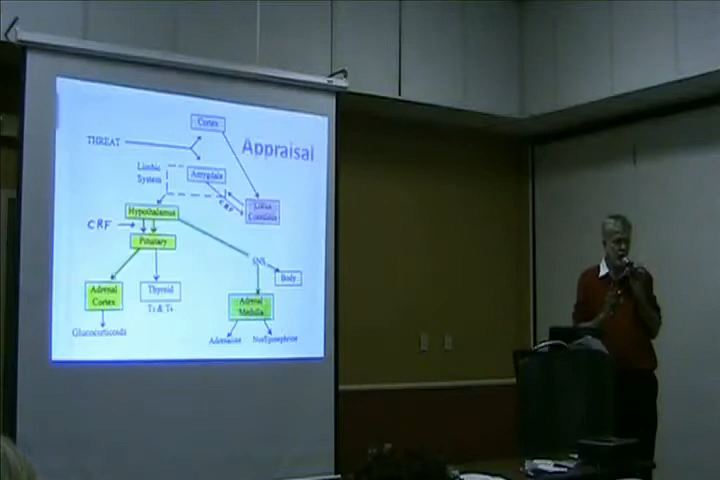 Cortex
THREAT
Appraisal
Limbic
System
Amygdala
CRF
Locus
Coeruleus
Hypothalamus
CRF
Pituitary
SNS
Body
Adrenal
Cortex
Thyroid
T3 & T4
Adrenal
Medulla
Glucocorticoids
Adrenaline
NorEpinephrine